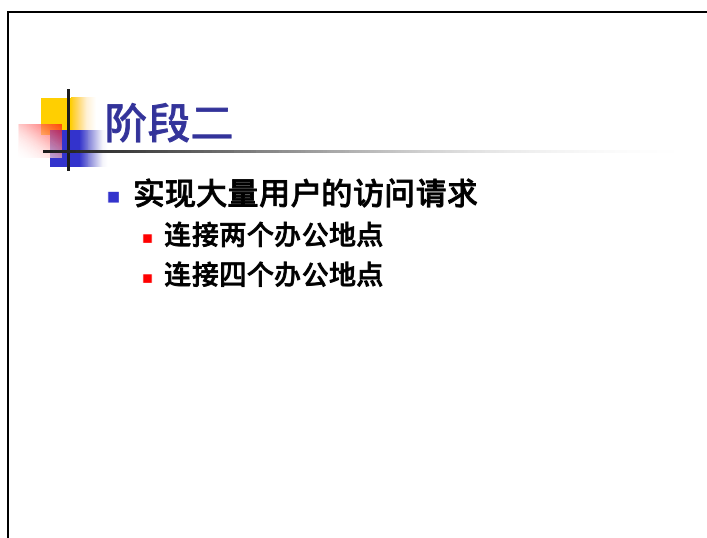 阶段二
实现大量用户的访问请求
连接两个办公地点
连接四个办公地点